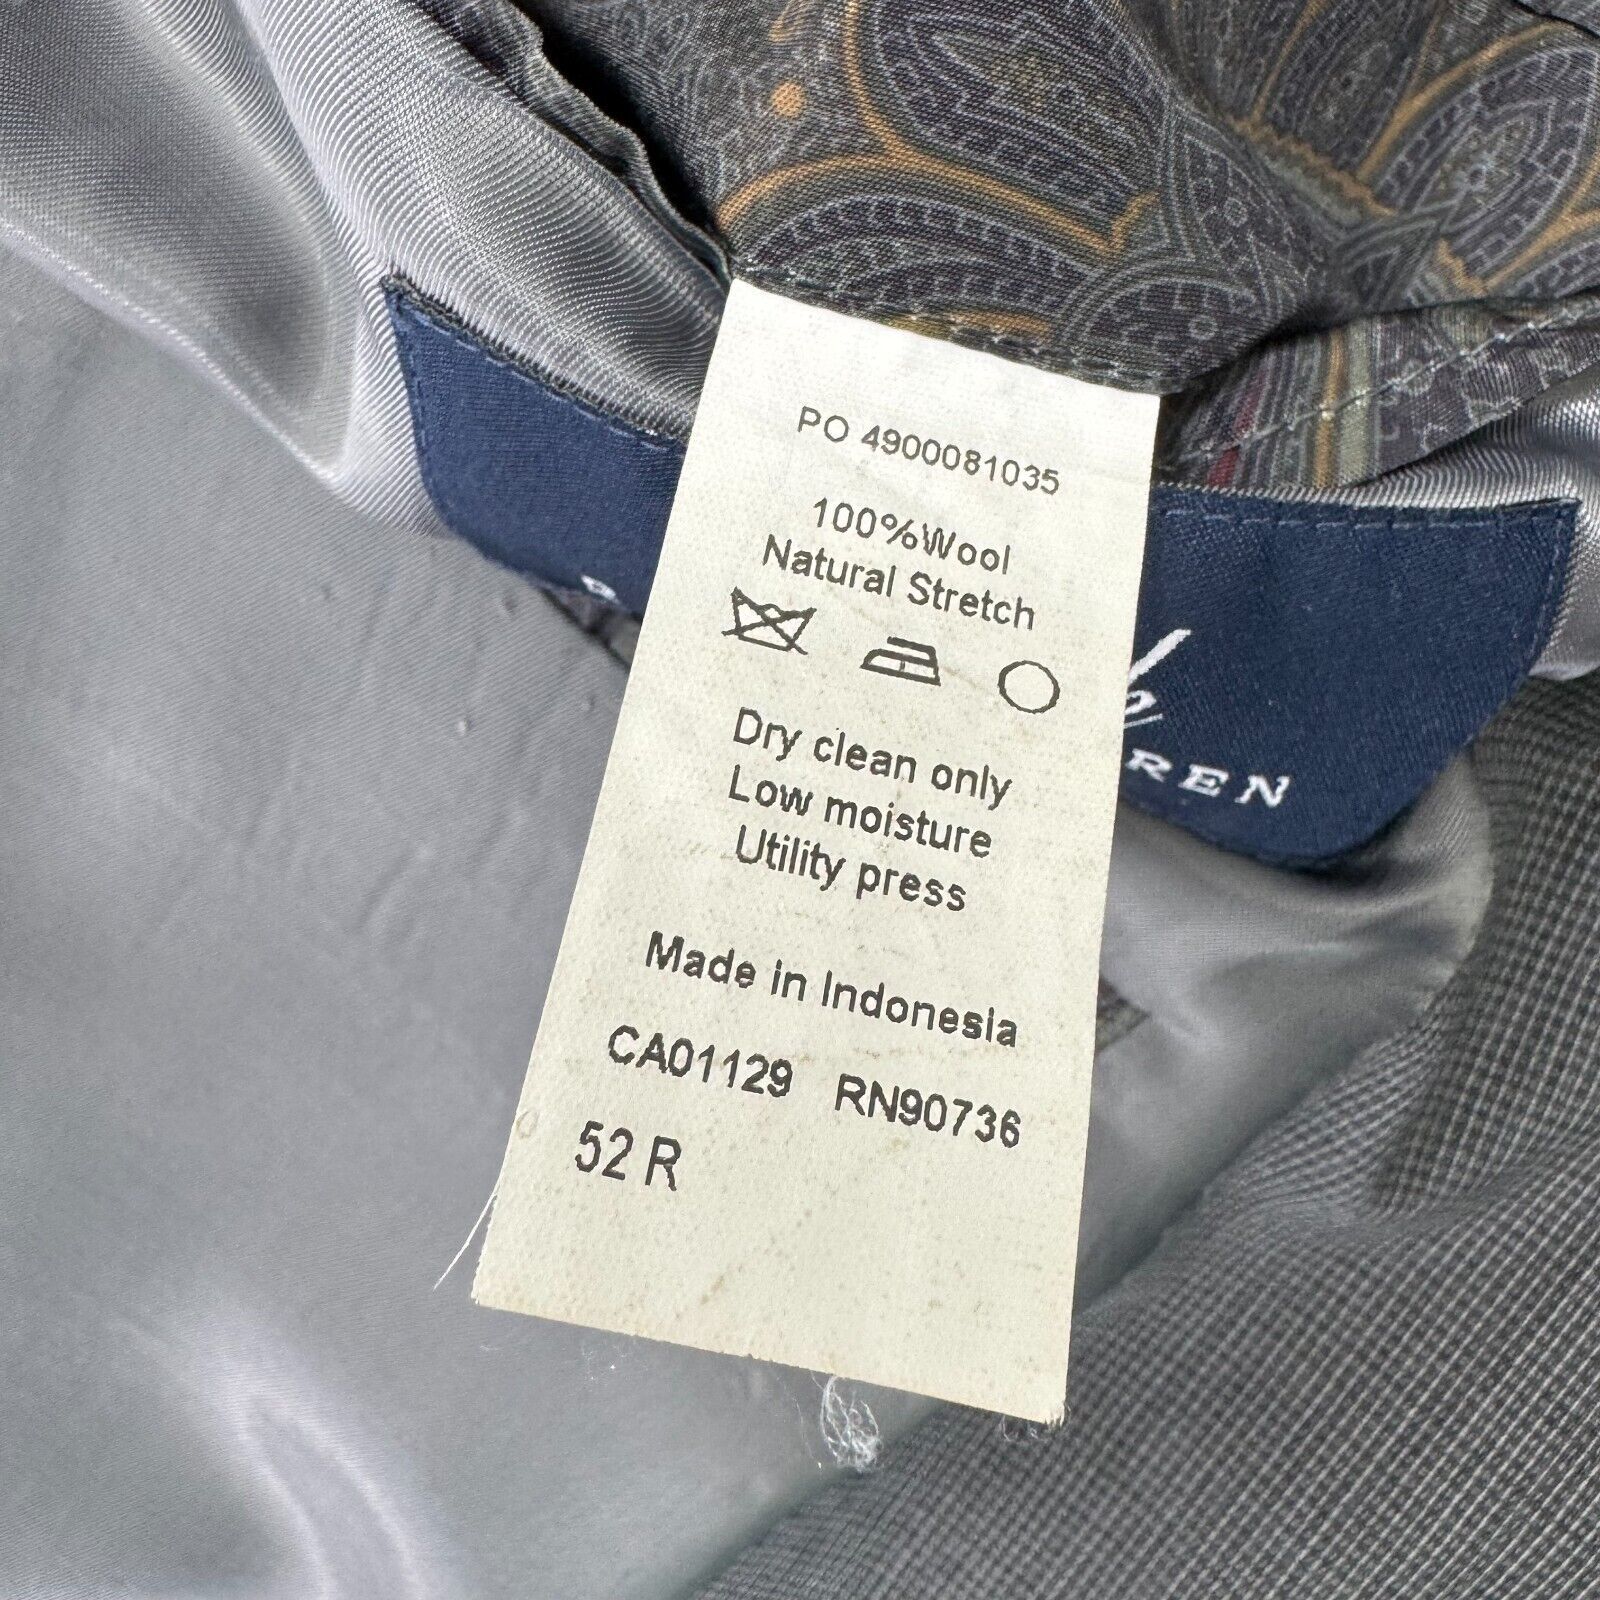 PO 4900081035
100%Wool
Natural Stretch
Dry clean only
Low moisture
Utility press
Made in Indonesia
CA01129 RN90736
52 R
REN